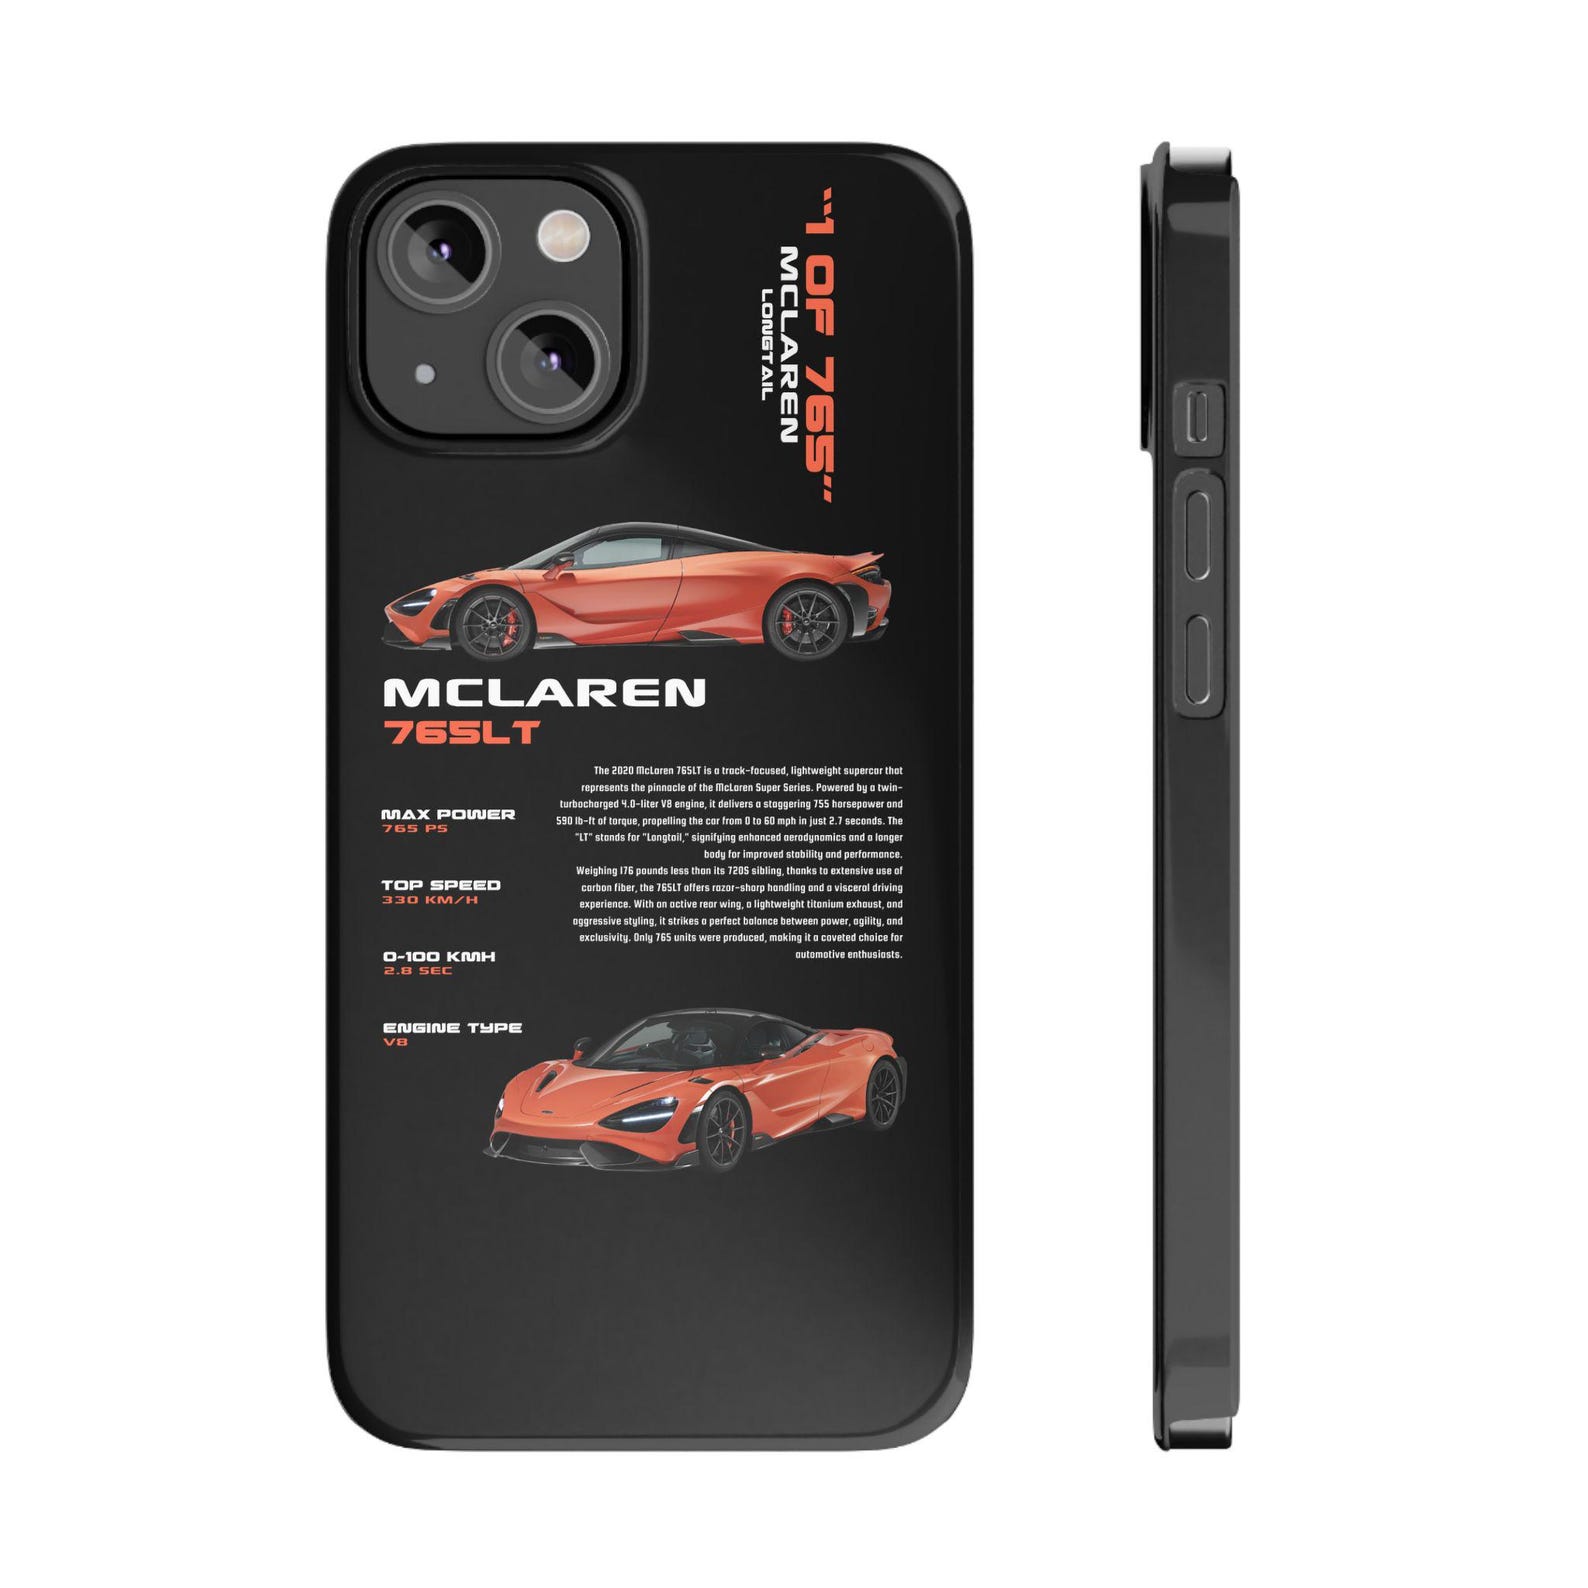 “1 OF 765”
MCLAREN
LONGTAIL
MCLAREN
765LT
The 2020 McLaren 765LT is a track-focused, lightweight supercar that
represents the pinnacle of the McLaren Super Series. Powered by a twin-
turbocharged 4.0-liter V8 engine, it delivers a staggering 755 horsepower and
590 lb-ft of torque, propelling the car from 0 to 60 mph in just 2.7 seconds. The
"LT" stands for "Longtail," signifying enhanced aerodynamics and a longer
body for improved stability and performance.
Weighing 176 pounds less than its 720S sibling, thanks to extensive use of
carbon fiber, the 765LT offers razor-sharp handling and a visceral driving
experience. With an active rear wing, a lightweight titanium exhaust, and
aggressive styling, it strikes a perfect balance between power, agility, and
exclusivity. Only 765 units were produced, making it a coveted choice for
automotive enthusiasts.
MAX POWER
765 PS
TOP SPEED
330 KM/H
0-100 KMH
2.8 SEC
ENGINE TYPE
V8